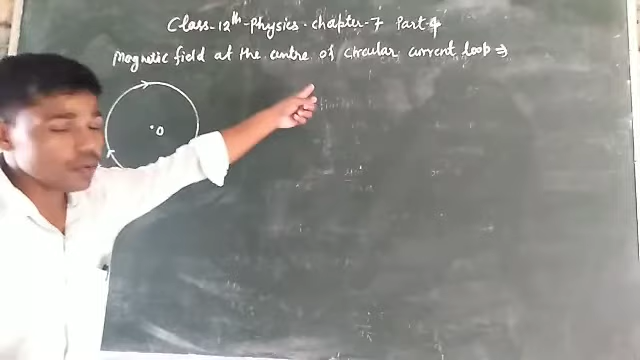 Class-12th-Physics-chapter-7 Part-4
Magnetic field at the centre of circular current loop ⇒
O